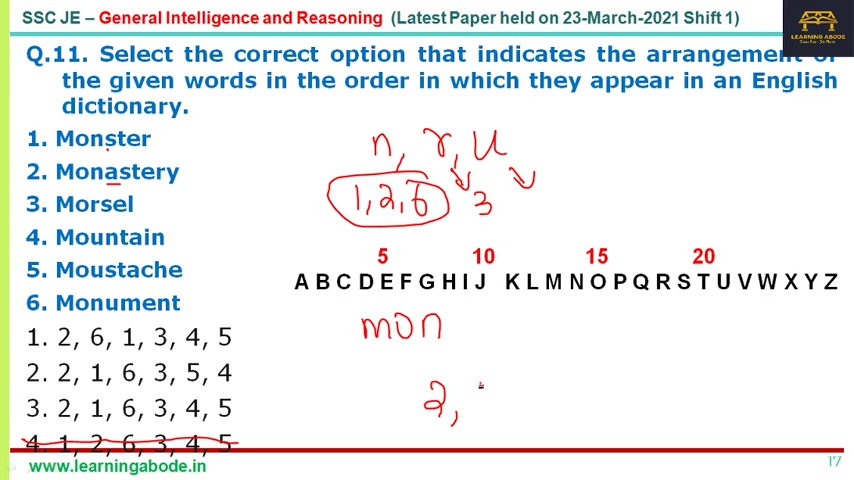 SSC JE – General Intelligence and Reasoning (Latest Paper held on 23-March-2021 Shift 1)
LEARNING ABODE
Q.11. Select the correct option that indicates the arrangement of
the given words in the order in which they appear in an English
dictionary.
1. Monster
2. Monastery
3. Morsel
4. Mountain
5. Moustache
6. Monument
n, r, u
1, 2, 6
3
5 10 15 20
A B C D E F G H I J K L M N O P Q R S T U V W X Y Z
mon
2,
1. 2, 6, 1, 3, 4, 5
2. 2, 1, 6, 3, 5, 4
3. 2, 1, 6, 3, 4, 5
4. 1, 2, 6, 3, 4, 5
www.learningabode.in
17